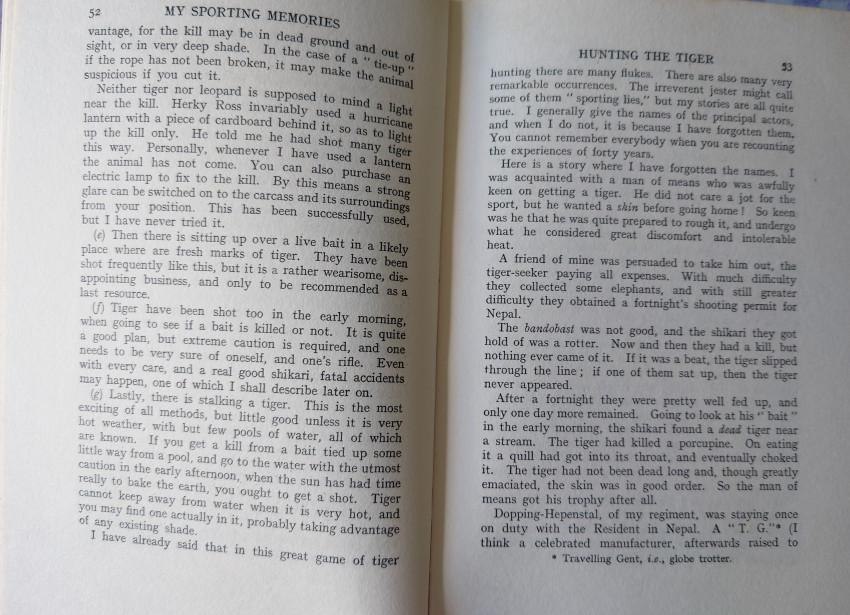 52 MY SPORTING MEMORIES
vantage, for the kill may be in dead ground and out of
sight, or in very deep shade. In the case of a " tie-up "
if the rope has not been broken, it may make the animal
suspicious if you cut it.
Neither tiger nor leopard is supposed to mind a light
near the kill. Herky Ross invariably used a hurricane
lantern with a piece of cardboard behind it, so as to light
up the kill only. He told me he had shot many tiger
this way. Personally, whenever I have used a lantern
the animal has not come. You can also purchase an
electric lamp to fix to the kill. By this means a strong
glare can be switched on to the carcass and its surroundings
from your position. This has been successfully used,
but I have never tried it.
(e) Then there is sitting up over a live bait in a likely
place where are fresh marks of tiger. They have been
shot frequently like this, but it is a rather wearisome, dis-
appointing business, and only to be recommended as a
last resource.
(f) Tiger have been shot too in the early morning,
when going to see if a bait is killed or not. It is quite
a good plan, but extreme caution is required, and one
needs to be very sure of oneself, and one's rifle. Even
with every care, and a real good shikari, fatal accidents
may happen, one of which I shall describe later on.
(g) Lastly, there is stalking a tiger. This is the most
exciting of all methods, but little good unless it is very
hot weather, with but few pools of water, all of which
are known. If you get a kill from a bait tied up some
little way from a pool, and go to the water with the utmost
caution in the early afternoon, when the sun has had time
really to bake the earth, you ought to get a shot. Tiger
cannot keep away from water when it is very hot, and
you may find one actually in it, probably taking advantage
of any existing shade.
I have already said that in this great game of tiger
HUNTING THE TIGER 53
hunting there are many flukes. There are also many very
remarkable occurrences. The irreverent jester might call
some of them " sporting lies," but my stories are all quite
true. I generally give the names of the principal actors,
and when I do not, it is because I have forgotten them.
You cannot remember everybody when you are recounting
the experiences of forty years.
Here is a story where I have forgotten the names. I
was acquainted with a man of means who was awfully
keen on getting a tiger. He did not care a jot for the
sport, but he wanted a skin before going home! So keen
was he that he was quite prepared to rough it, and undergo
what he considered great discomfort and intolerable
heat.
A friend of mine was persuaded to take him out, the
tiger-seeker paying all expenses. With much difficulty
they collected some elephants, and with still greater
difficulty they obtained a fortnight's shooting permit for
Nepal.
The bandobast was not good, and the shikari they got
hold of was a rotter. Now and then they had a kill, but
nothing ever came of it. If it was a beat, the tiger slipped
through the line; if one of them sat up, then the tiger
never appeared.
After a fortnight they were pretty well fed up, and
only one day more remained. Going to look at his " bait "
in the early morning, the shikari found a dead tiger near
a stream. The tiger had killed a porcupine. On eating
it a quill had got into its throat, and eventually choked
it. The tiger had not been dead long and, though greatly
emaciated, the skin was in good order. So the man of
means got his trophy after all.
Dopping-Hepenstal, of my regiment, was staying once
on duty with the Resident in Nepal. A " T. G."* (I
think a celebrated manufacturer, afterwards raised to
* Travelling Gent, i.e., globe trotter.